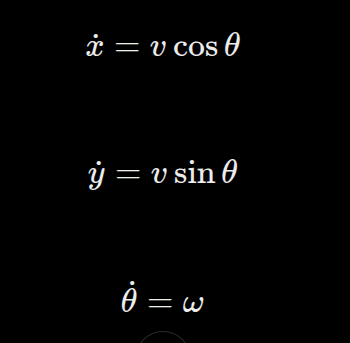 ẋ = v cos θ
ẏ = v sin θ
θ̇ = ω